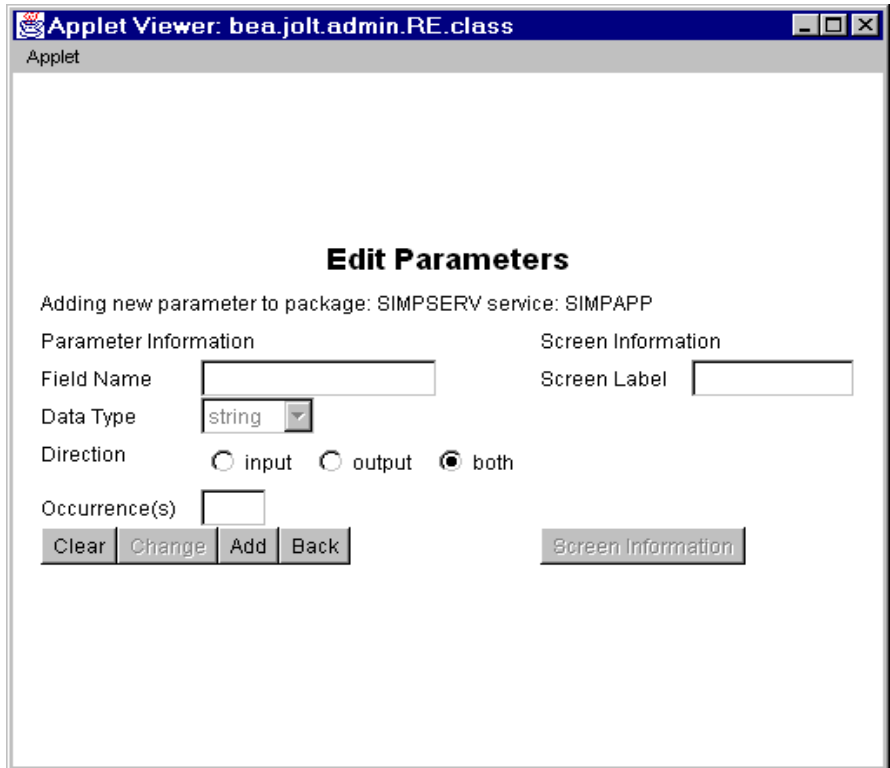 Applet Viewer: bea.jolt.admin.RE.class
Applet
Edit Parameters
Adding new parameter to package: SIMPSERV service: SIMPAPP
Parameter Information Screen Information
Field Name Screen Label
Data Type string
Direction input output both
Occurrence(s)
Clear Change Add Back Screen Information